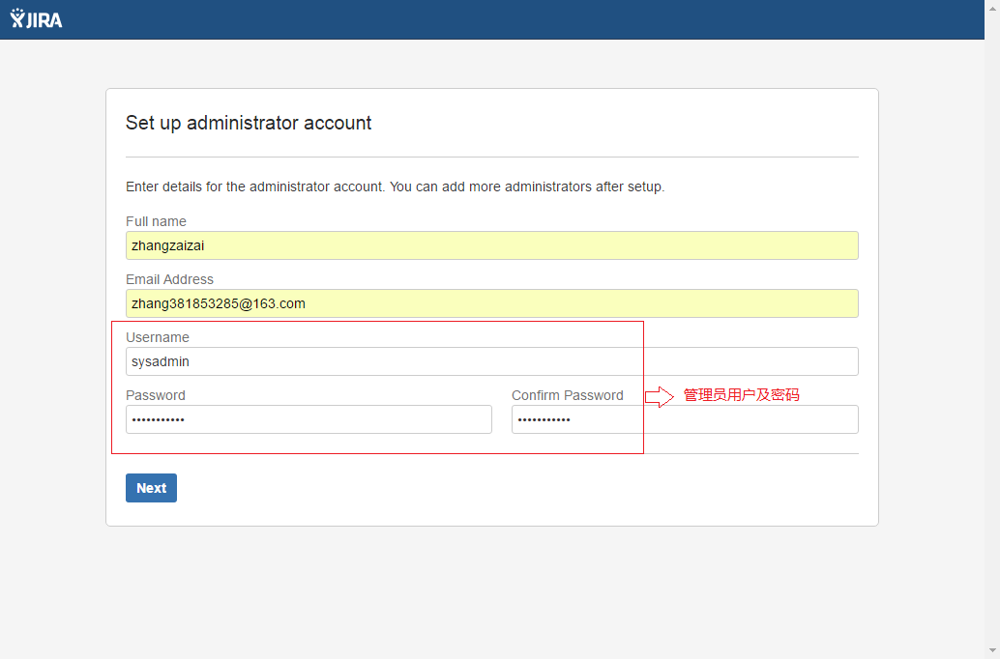 JIRA
Set up administrator account
Enter details for the administrator account. You can add more administrators after setup.
Full name
zhangzaizai
Email Address
zhang381853285@163.com
Username
sysadmin
Password Confirm Password 管理员用户及密码
••••••••••• •••••••••••
Next